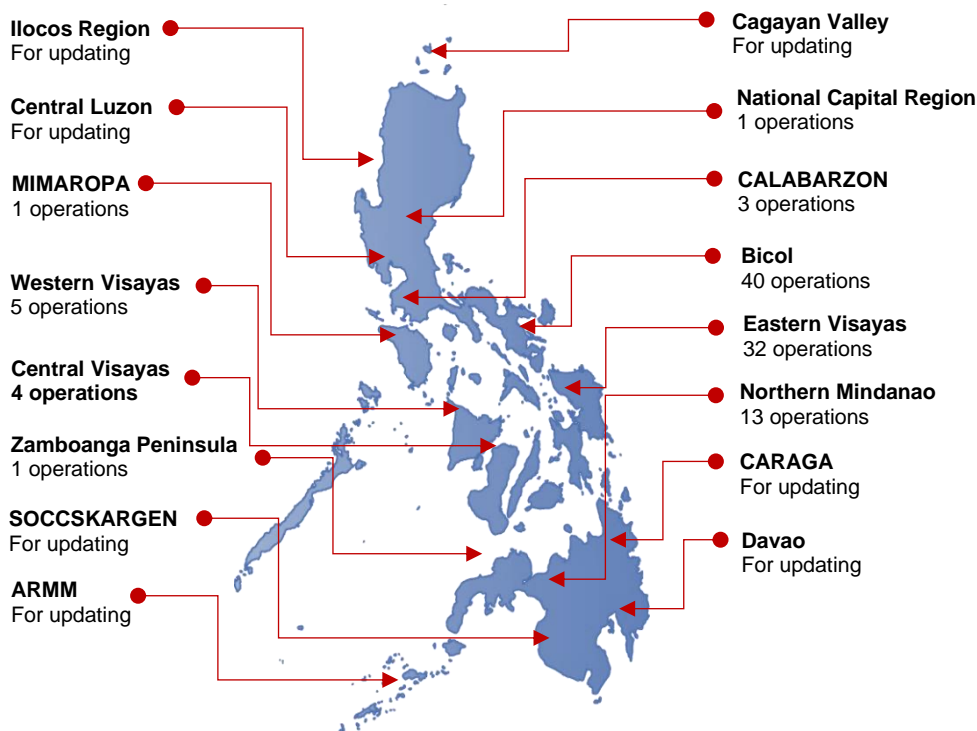 Ilocos Region
For updating
Central Luzon
For updating
MIMAROPA
1 operations
Western Visayas
5 operations
Central Visayas
4 operations
Zamboanga Peninsula
1 operations
SOCCSKARGEN
For updating
ARMM
For updating
Cagayan Valley
For updating
National Capital Region
1 operations
CALABARZON
3 operations
Bicol
40 operations
Eastern Visayas
32 operations
Northern Mindanao
13 operations
CARAGA
For updating
Davao
For updating